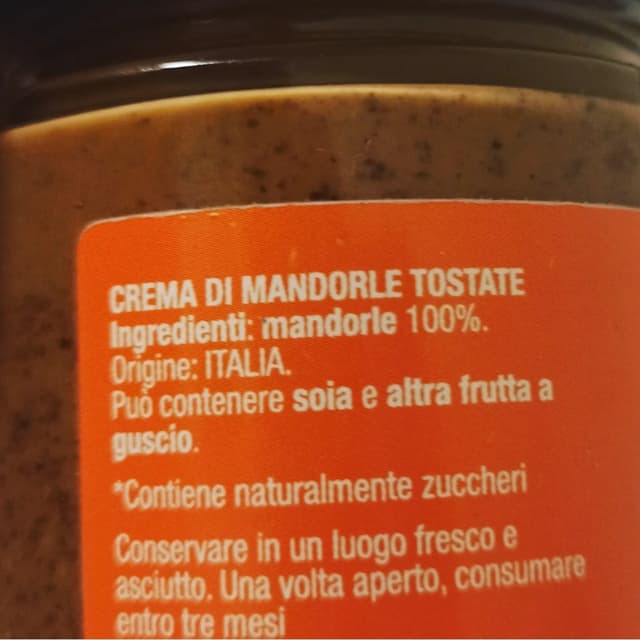 CREMA DI MANDORLE TOSTATE
Ingredienti: mandorle 100%.
Origine: ITALIA.
Può contenere soia e altra frutta a
guscio.
*Contiene naturalmente zuccheri
Conservare in un luogo fresco e
asciutto. Una volta aperto, consumare
entro tre mesi